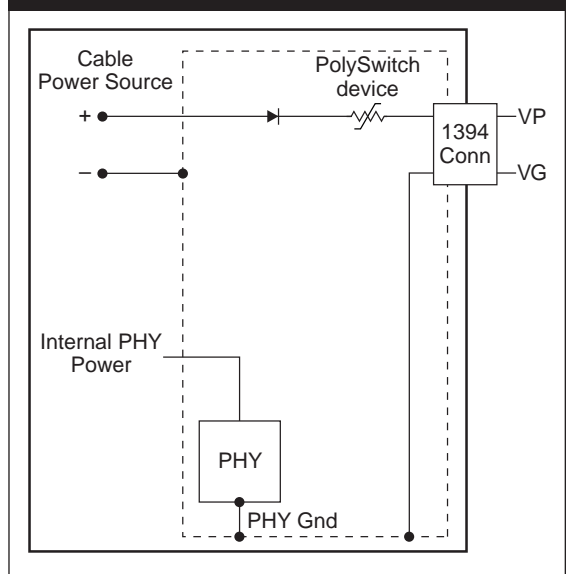 Cable
Power Source
PolySwitch
device
+
–
1394
Conn
VP
VG
Internal PHY
Power
PHY
PHY Gnd